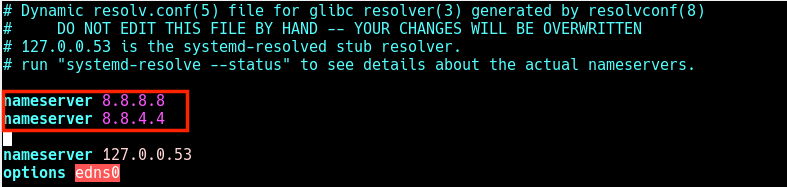 # Dynamic resolv.conf(5) file for glibc resolver(3) generated by resolvconf(8)
#     DO NOT EDIT THIS FILE BY HAND -- YOUR CHANGES WILL BE OVERWRITTEN
# 127.0.0.53 is the systemd-resolved stub resolver.
# run "systemd-resolve --status" to see details about the actual nameservers.
nameserver 8.8.8.8
nameserver 8.8.4.4
nameserver 127.0.0.53
options edns0